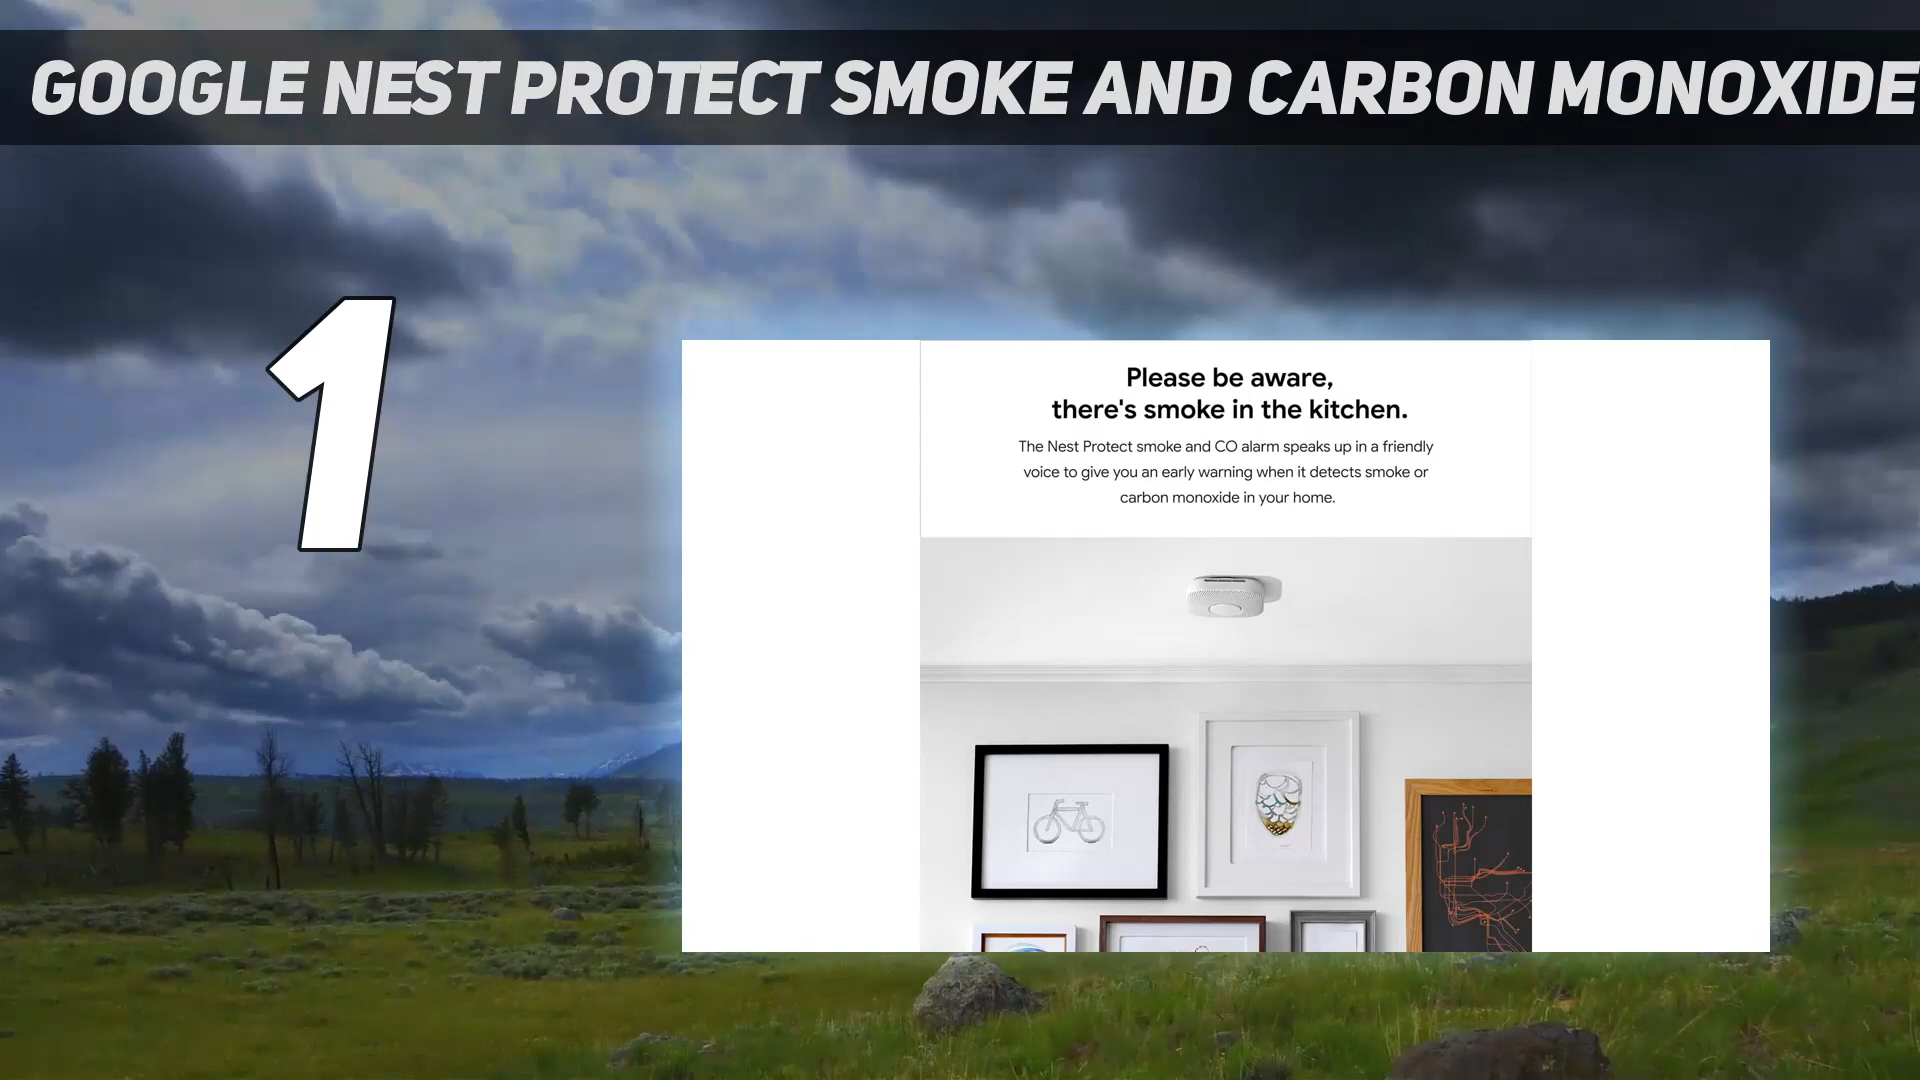 GOOGLE NEST PROTECT SMOKE AND CARBON MONOXIDE
1
Please be aware,
there's smoke in the kitchen.
The Nest Protect smoke and CO alarm speaks up in a friendly
voice to give you an early warning when it detects smoke or
carbon monoxide in your home.